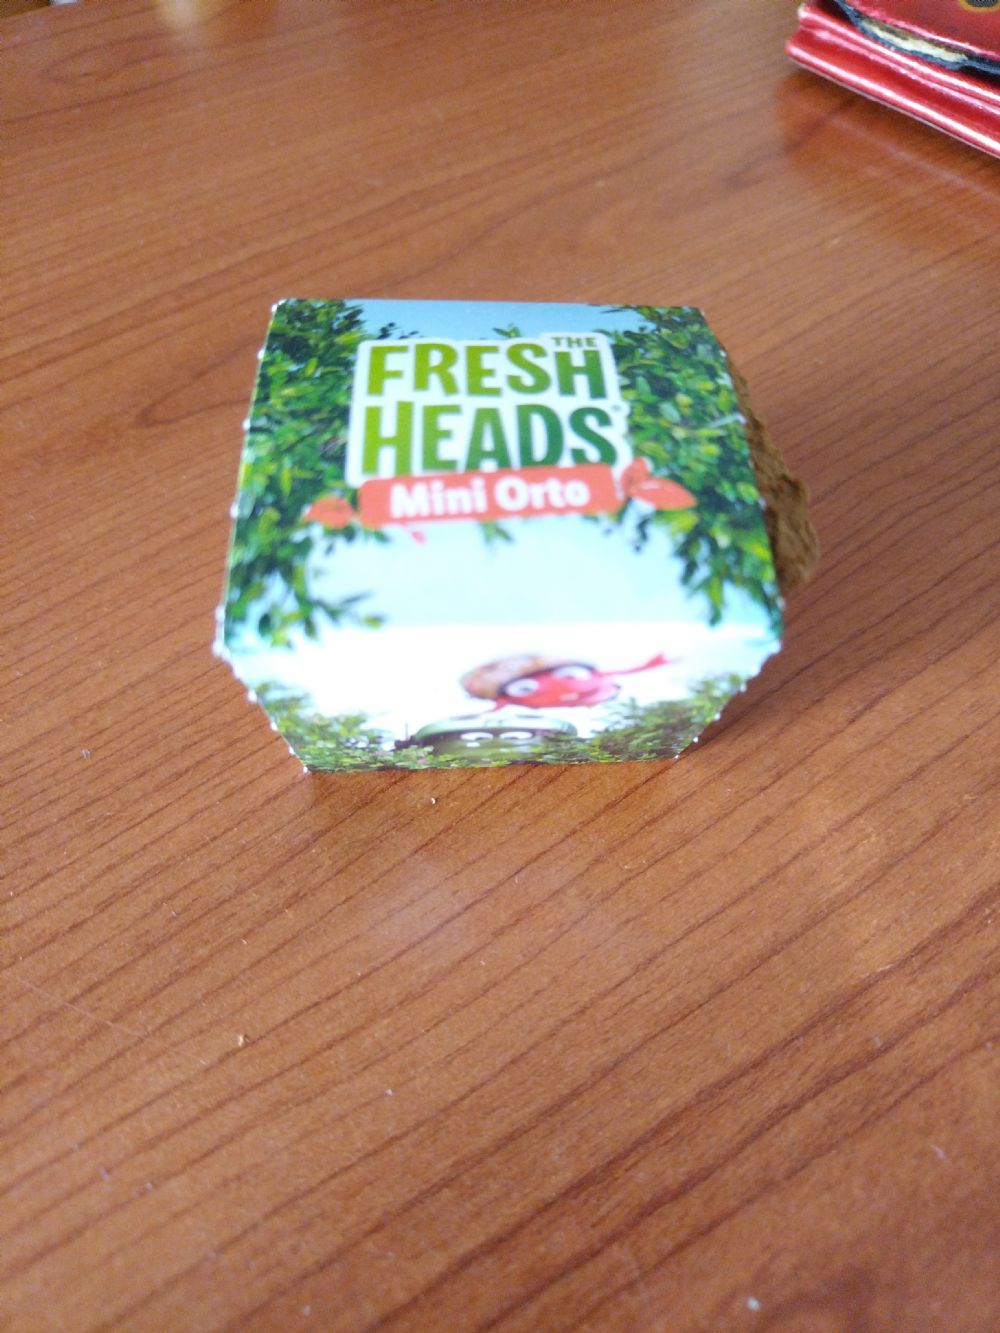 THE
FRESH
HEADS
Mini Orto